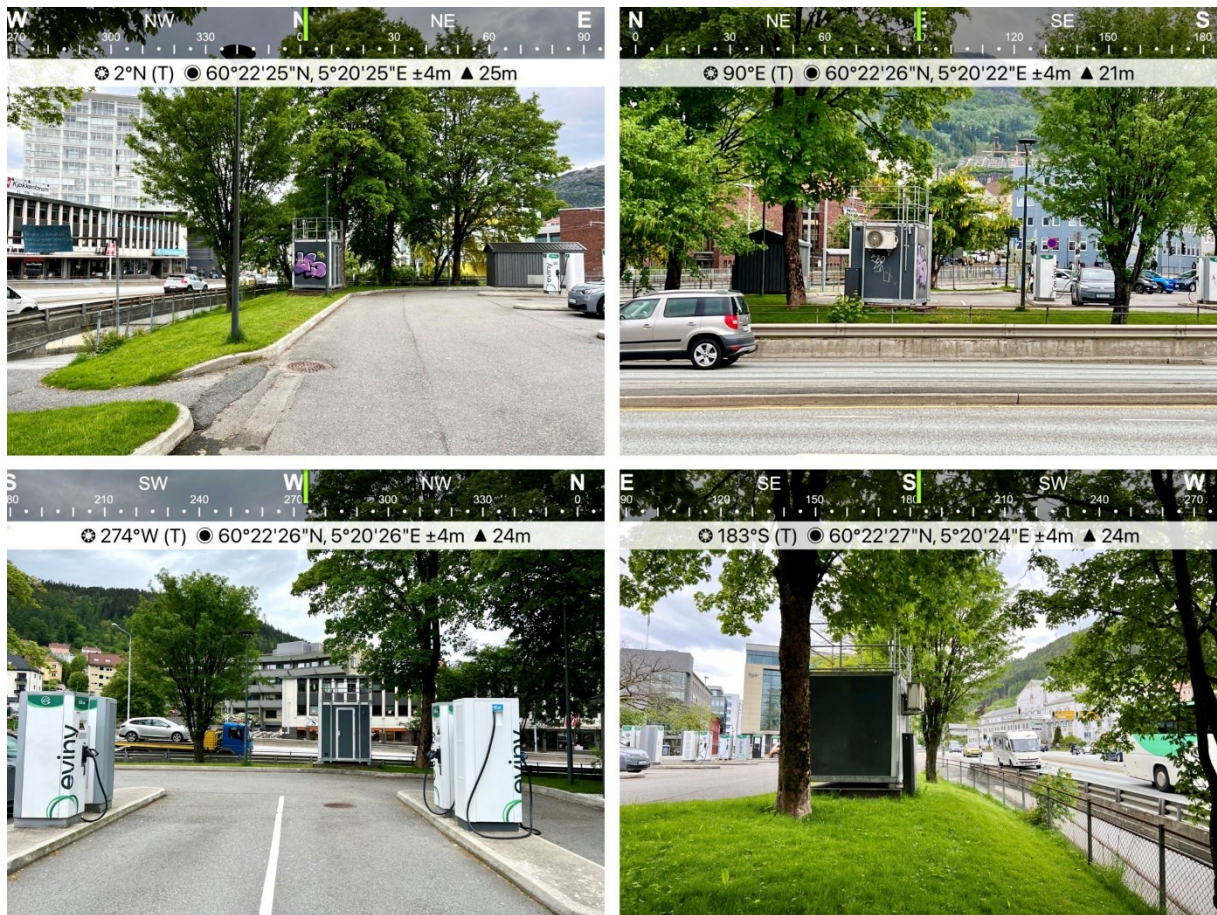 W NW N NE E
270 300 330 0 30 60 90
2°N (T) 60°22'25"N, 5°20'25"E ±4m ▲ 25m
Kjøkkenforum
eviny
N NE E SE S
0 30 60 120 150 180
90°E (T) 60°22'26"N, 5°20'22"E ±4m ▲ 21m
S SW W NW N
80 210 240 270 300 330 0
274°W (T) 60°22'26"N, 5°20'26"E ±4m ▲ 24m
eviny
eviny
E SE S SW W
90 120 150 180 210 240 270
183°S (T) 60°22'27"N, 5°20'24"E ±4m ▲ 24m